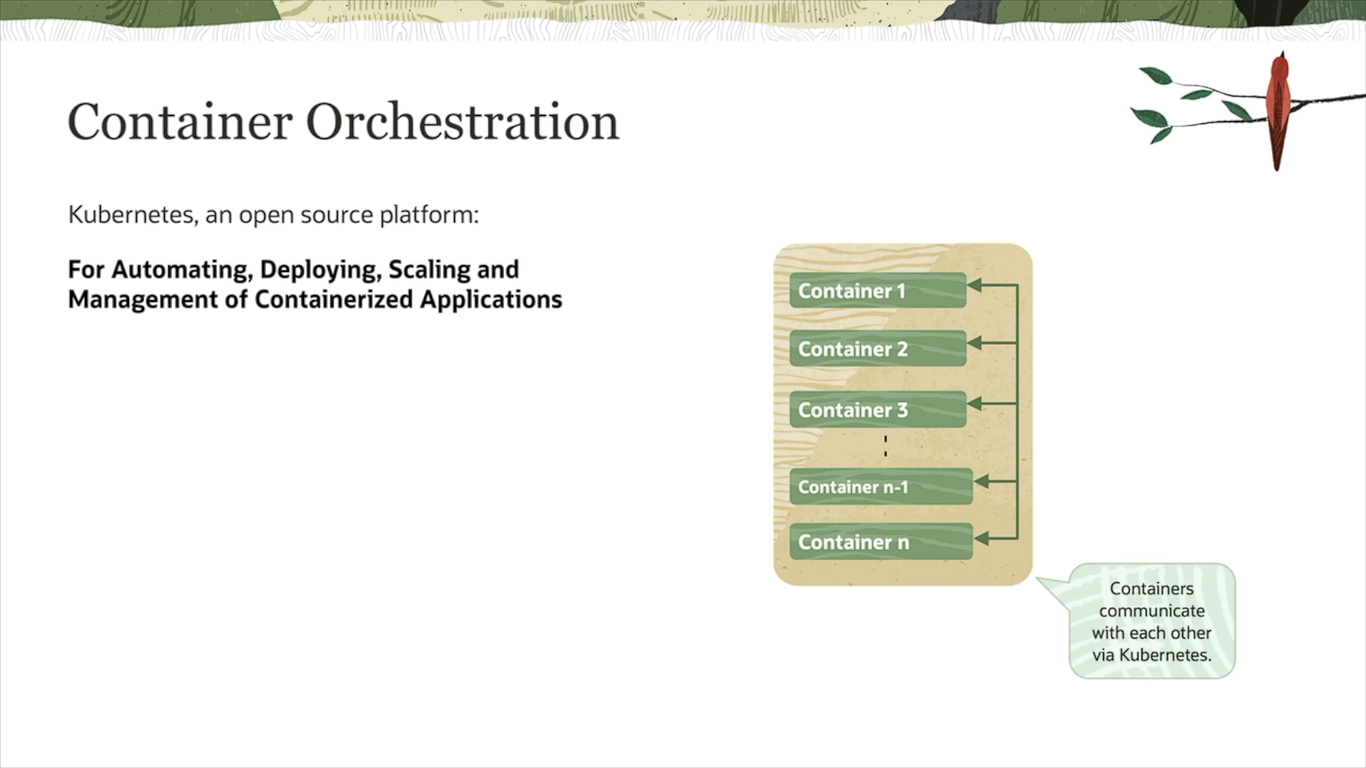 Container Orchestration
Kubernetes, an open source platform:
For Automating, Deploying, Scaling and
Management of Containerized Applications
Container 1
Container 2
Container 3
Container n-1
Container n
Containers
communicate
with each other
via Kubernetes.